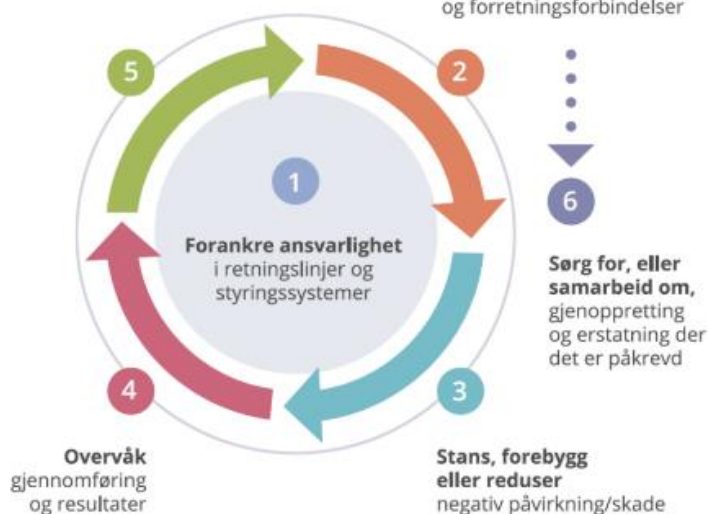 og forretningsforbindelser
5
2
1
Forankre ansvarlighet
i retningslinjer og
styringssystemer
6
Sørg for, eller
samarbeid om,
gjenoppretting
og erstatning der
det er påkrevd
4
3
Overvåk
gjennomføring
og resultater
Stans, forebygg
eller reduser
negativ påvirkning/skade